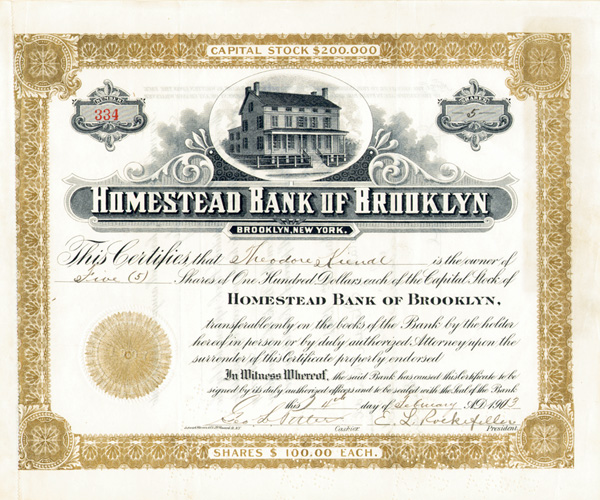 CAPITAL STOCK $200,000
NUMBER
334
SHARES
5
HOMESTEAD BANK OF BROOKLYN
BROOKLYN, NEW YORK.
This Certifies, that Theodore Kiendl is the owner of
Five (5) Shares of One Hundred Dollars each of the Capital Stock of
HOMESTEAD BANK OF BROOKLYN,
transferable only on the books of the Bank by the holder
hereof in person or by duly authorized Attorney upon the
surrender of this Certificate properly endorsed
In Witness Whereof, the said Bank has caused this Certificate to be
signed by its duly authorized officers and to be sealed with the Seal of the Bank
this day of February A.D. 1903
Geo. S. Potter Cashier E. L. Rockefeller President.
SHARES $100.00 EACH.